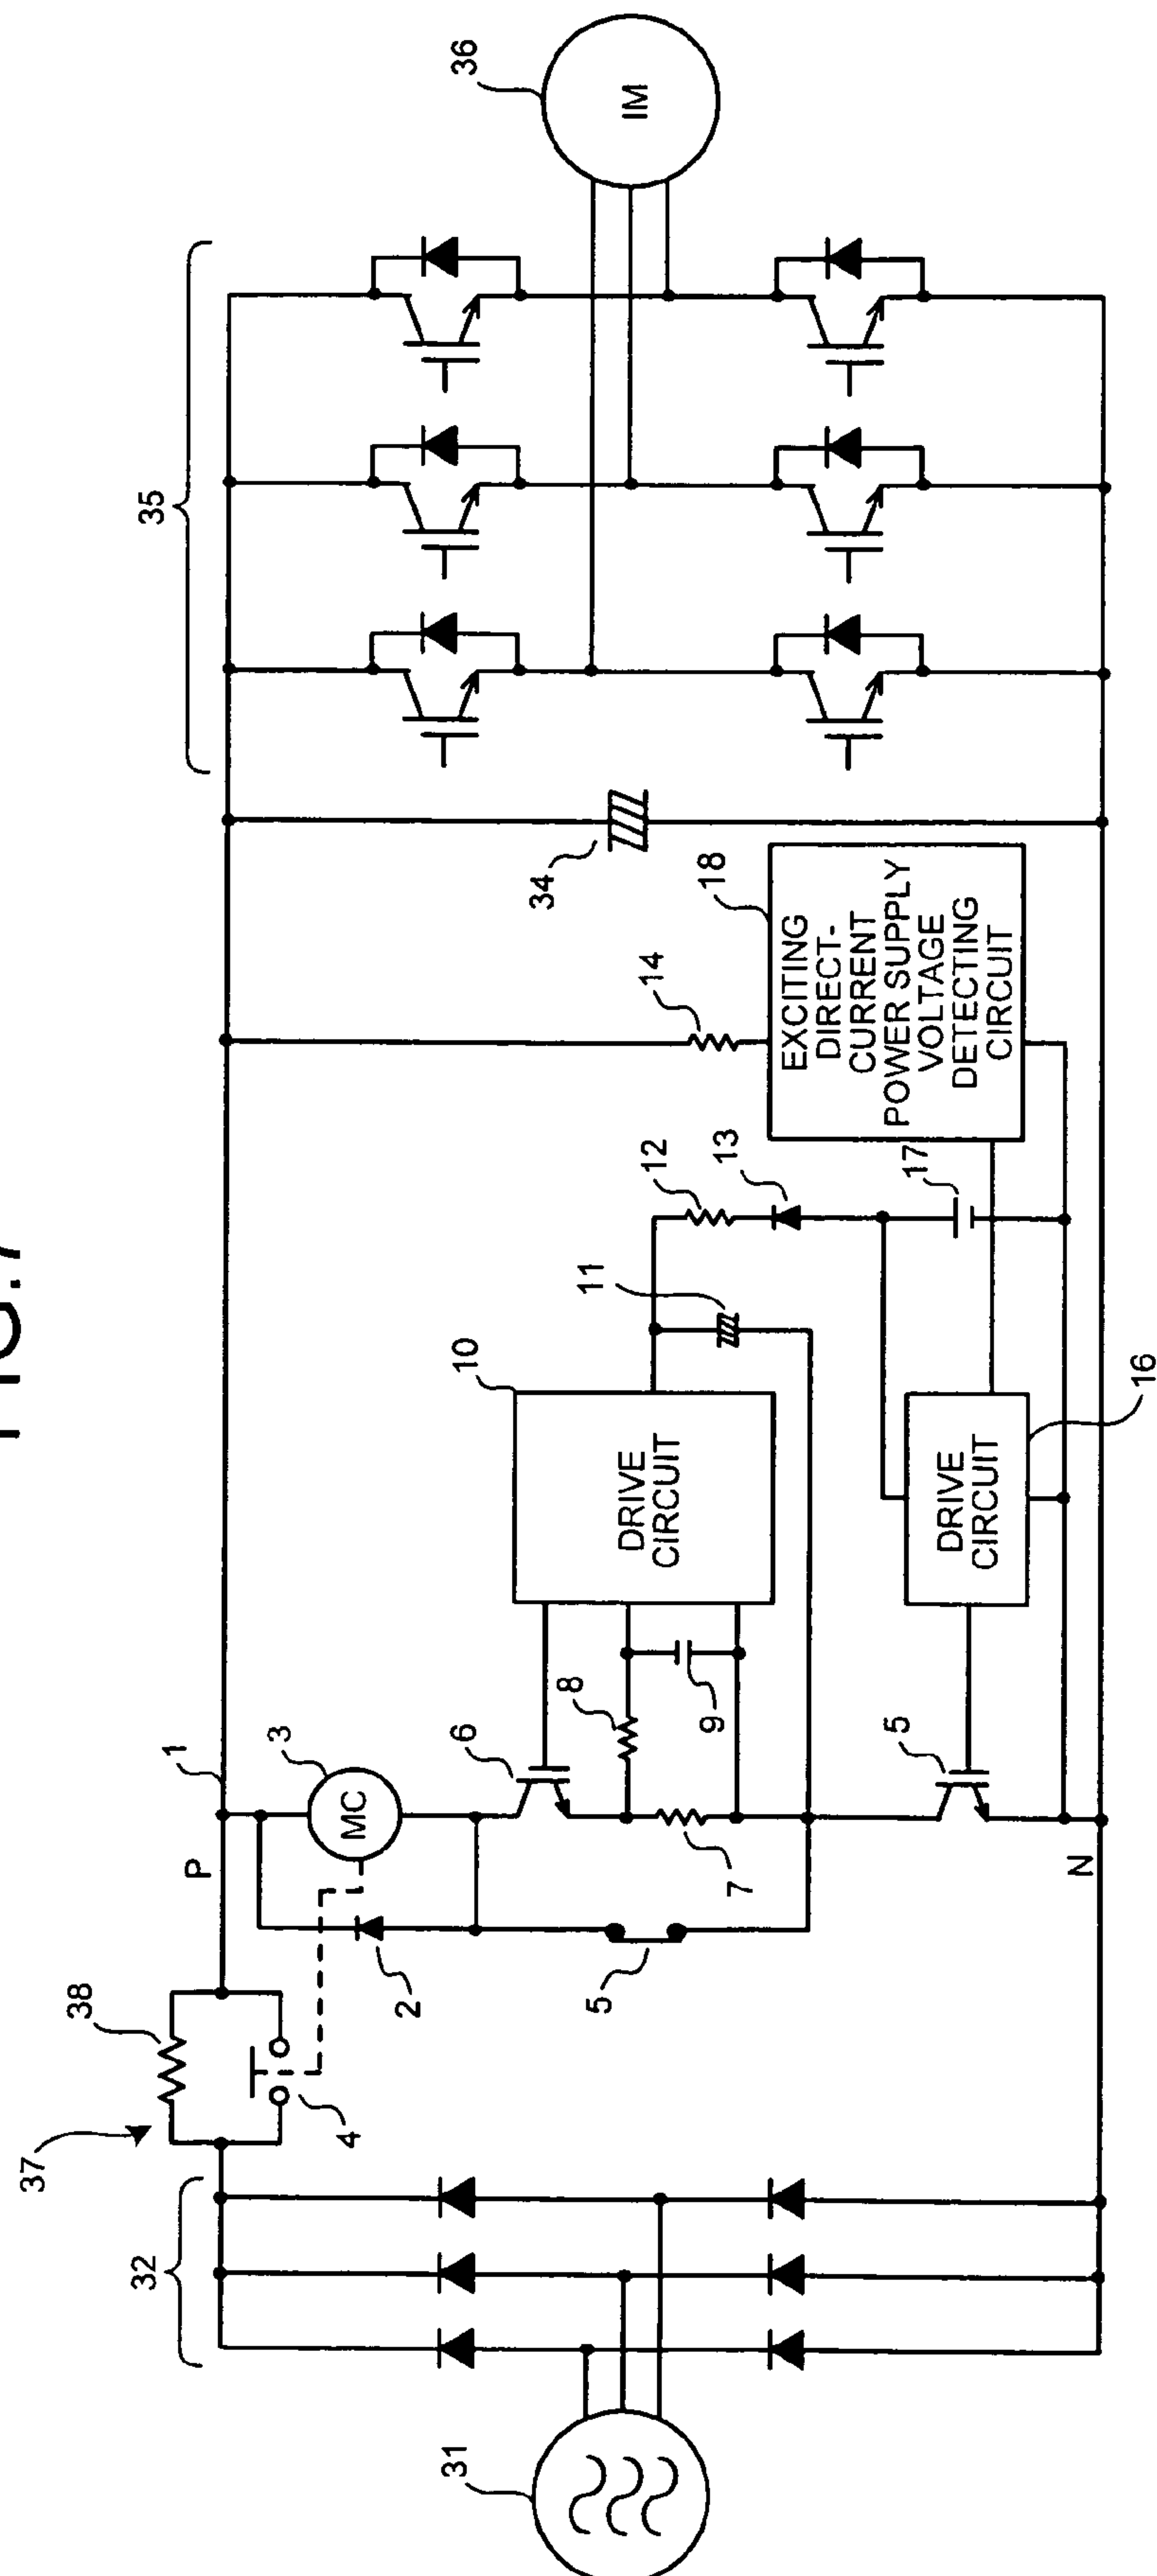 FIG.7
37
38
32
35
1
P
3
4
MC
2
31
6
10
36
34
8
11
5
DRIVE
CIRCUIT
IM
12
14
9
13
18
7
EXCITING
DIRECT-
CURRENT
POWER SUPPLY
VOLTAGE
DETECTING
CIRCUIT
5
17
DRIVE
CIRCUIT
N
16